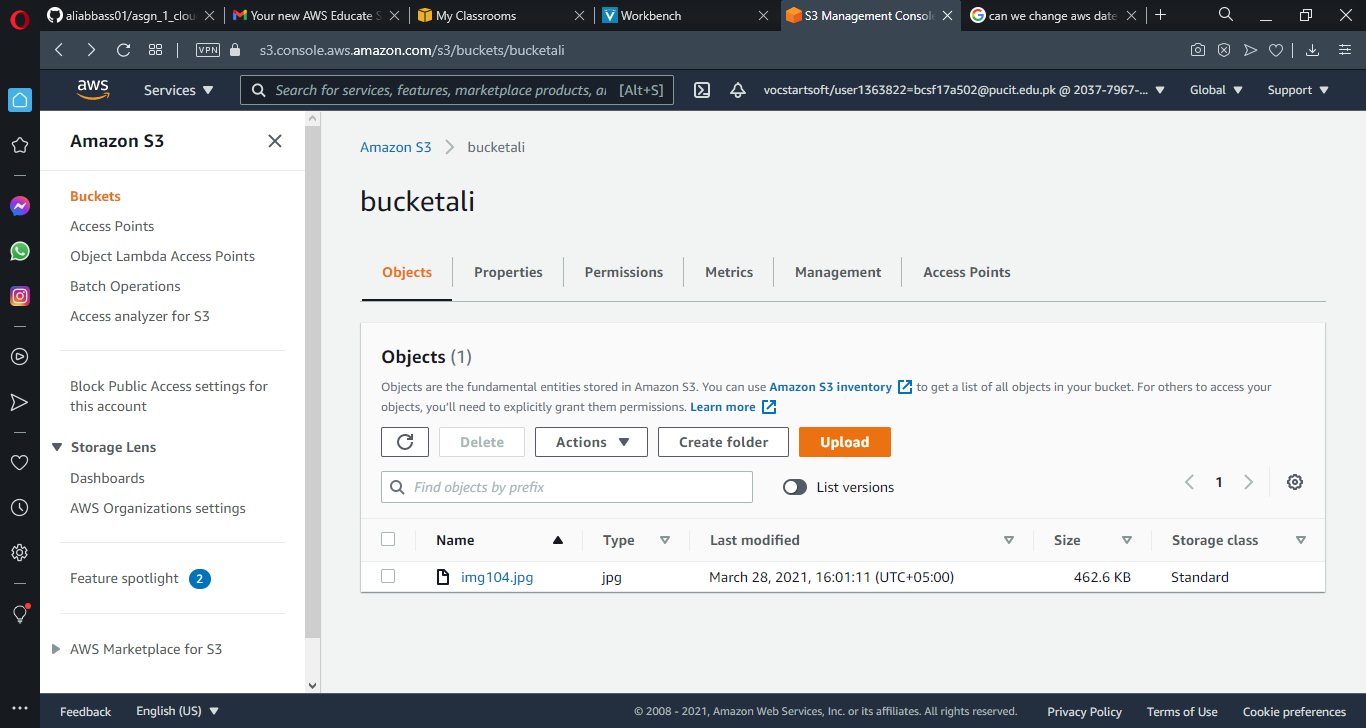 aliabbass01/asgn_1_clou
Your new AWS Educate S
My Classrooms
Workbench
S3 Management Consol
can we change aws date
VPN
s3.console.aws.amazon.com/s3/buckets/bucketali
aws
Services
Search for services, features, marketplace products, a
[Alt+S]
vocstartsoft/user1363822=bcsf17a502@pucit.edu.pk @ 2037-7967-...
Global
Support
Amazon S3
Buckets
Access Points
Object Lambda Access Points
Batch Operations
Access analyzer for S3
Block Public Access settings for
this account
Storage Lens
Dashboards
AWS Organizations settings
Feature spotlight 2
AWS Marketplace for S3
Amazon S3
bucketali
bucketali
Objects
Properties
Permissions
Metrics
Management
Access Points
Objects (1)
Objects are the fundamental entities stored in Amazon S3. You can use Amazon S3 inventory to get a list of all objects in your bucket. For others to access your
objects, you'll need to explicitly grant them permissions. Learn more
Delete
Actions
Create folder
Upload
Find objects by prefix
List versions
1
Name
Type
Last modified
Size
Storage class
img104.jpg
jpg
March 28, 2021, 16:01:11 (UTC+05:00)
462.6 KB
Standard
Feedback
English (US)
© 2008 - 2021, Amazon Web Services, Inc. or its affiliates. All rights reserved.
Privacy Policy
Terms of Use
Cookie preferences